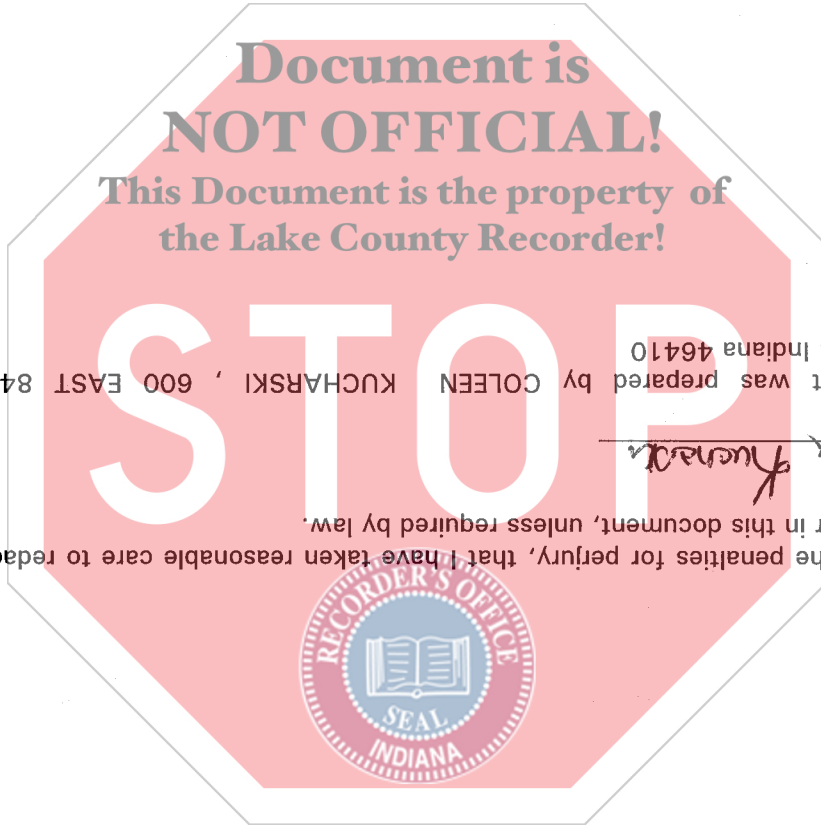 Document is
NOT OFFICIAL!
This Document is the property of
the Lake County Recorder!
STOP
RECORDER'S OFFICE
SEAL
INDIANA
he penalties for perjury, that I have taken reasonable care to redac
r in this document, unless required by law.
Kucharski
t was prepared by COLEEN KUCHARSKI , 600 EAST 84
Indiana 46410